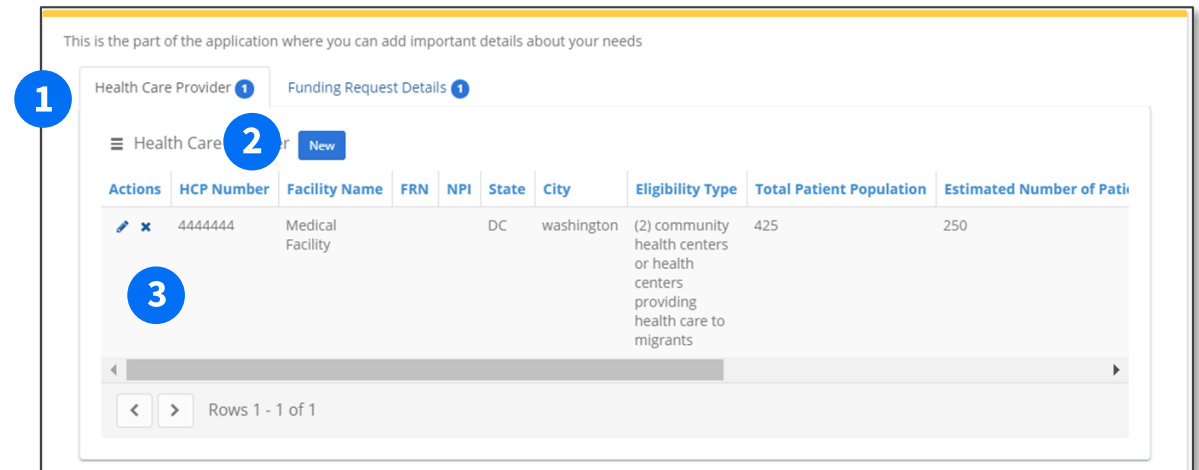 This is the part of the application where you can add important details about your needs
1
Health Care Provider 1 Funding Request Details 1
2
Health Care r New
Actions HCP Number Facility Name FRN NPI State City Eligibility Type Total Patient Population Estimated Number of
4444444 Medical DC washington (2) community 425 250
Facility health centers
or health
3
centers
providing
health care to
migrants
Rows 1 - 1 of 1